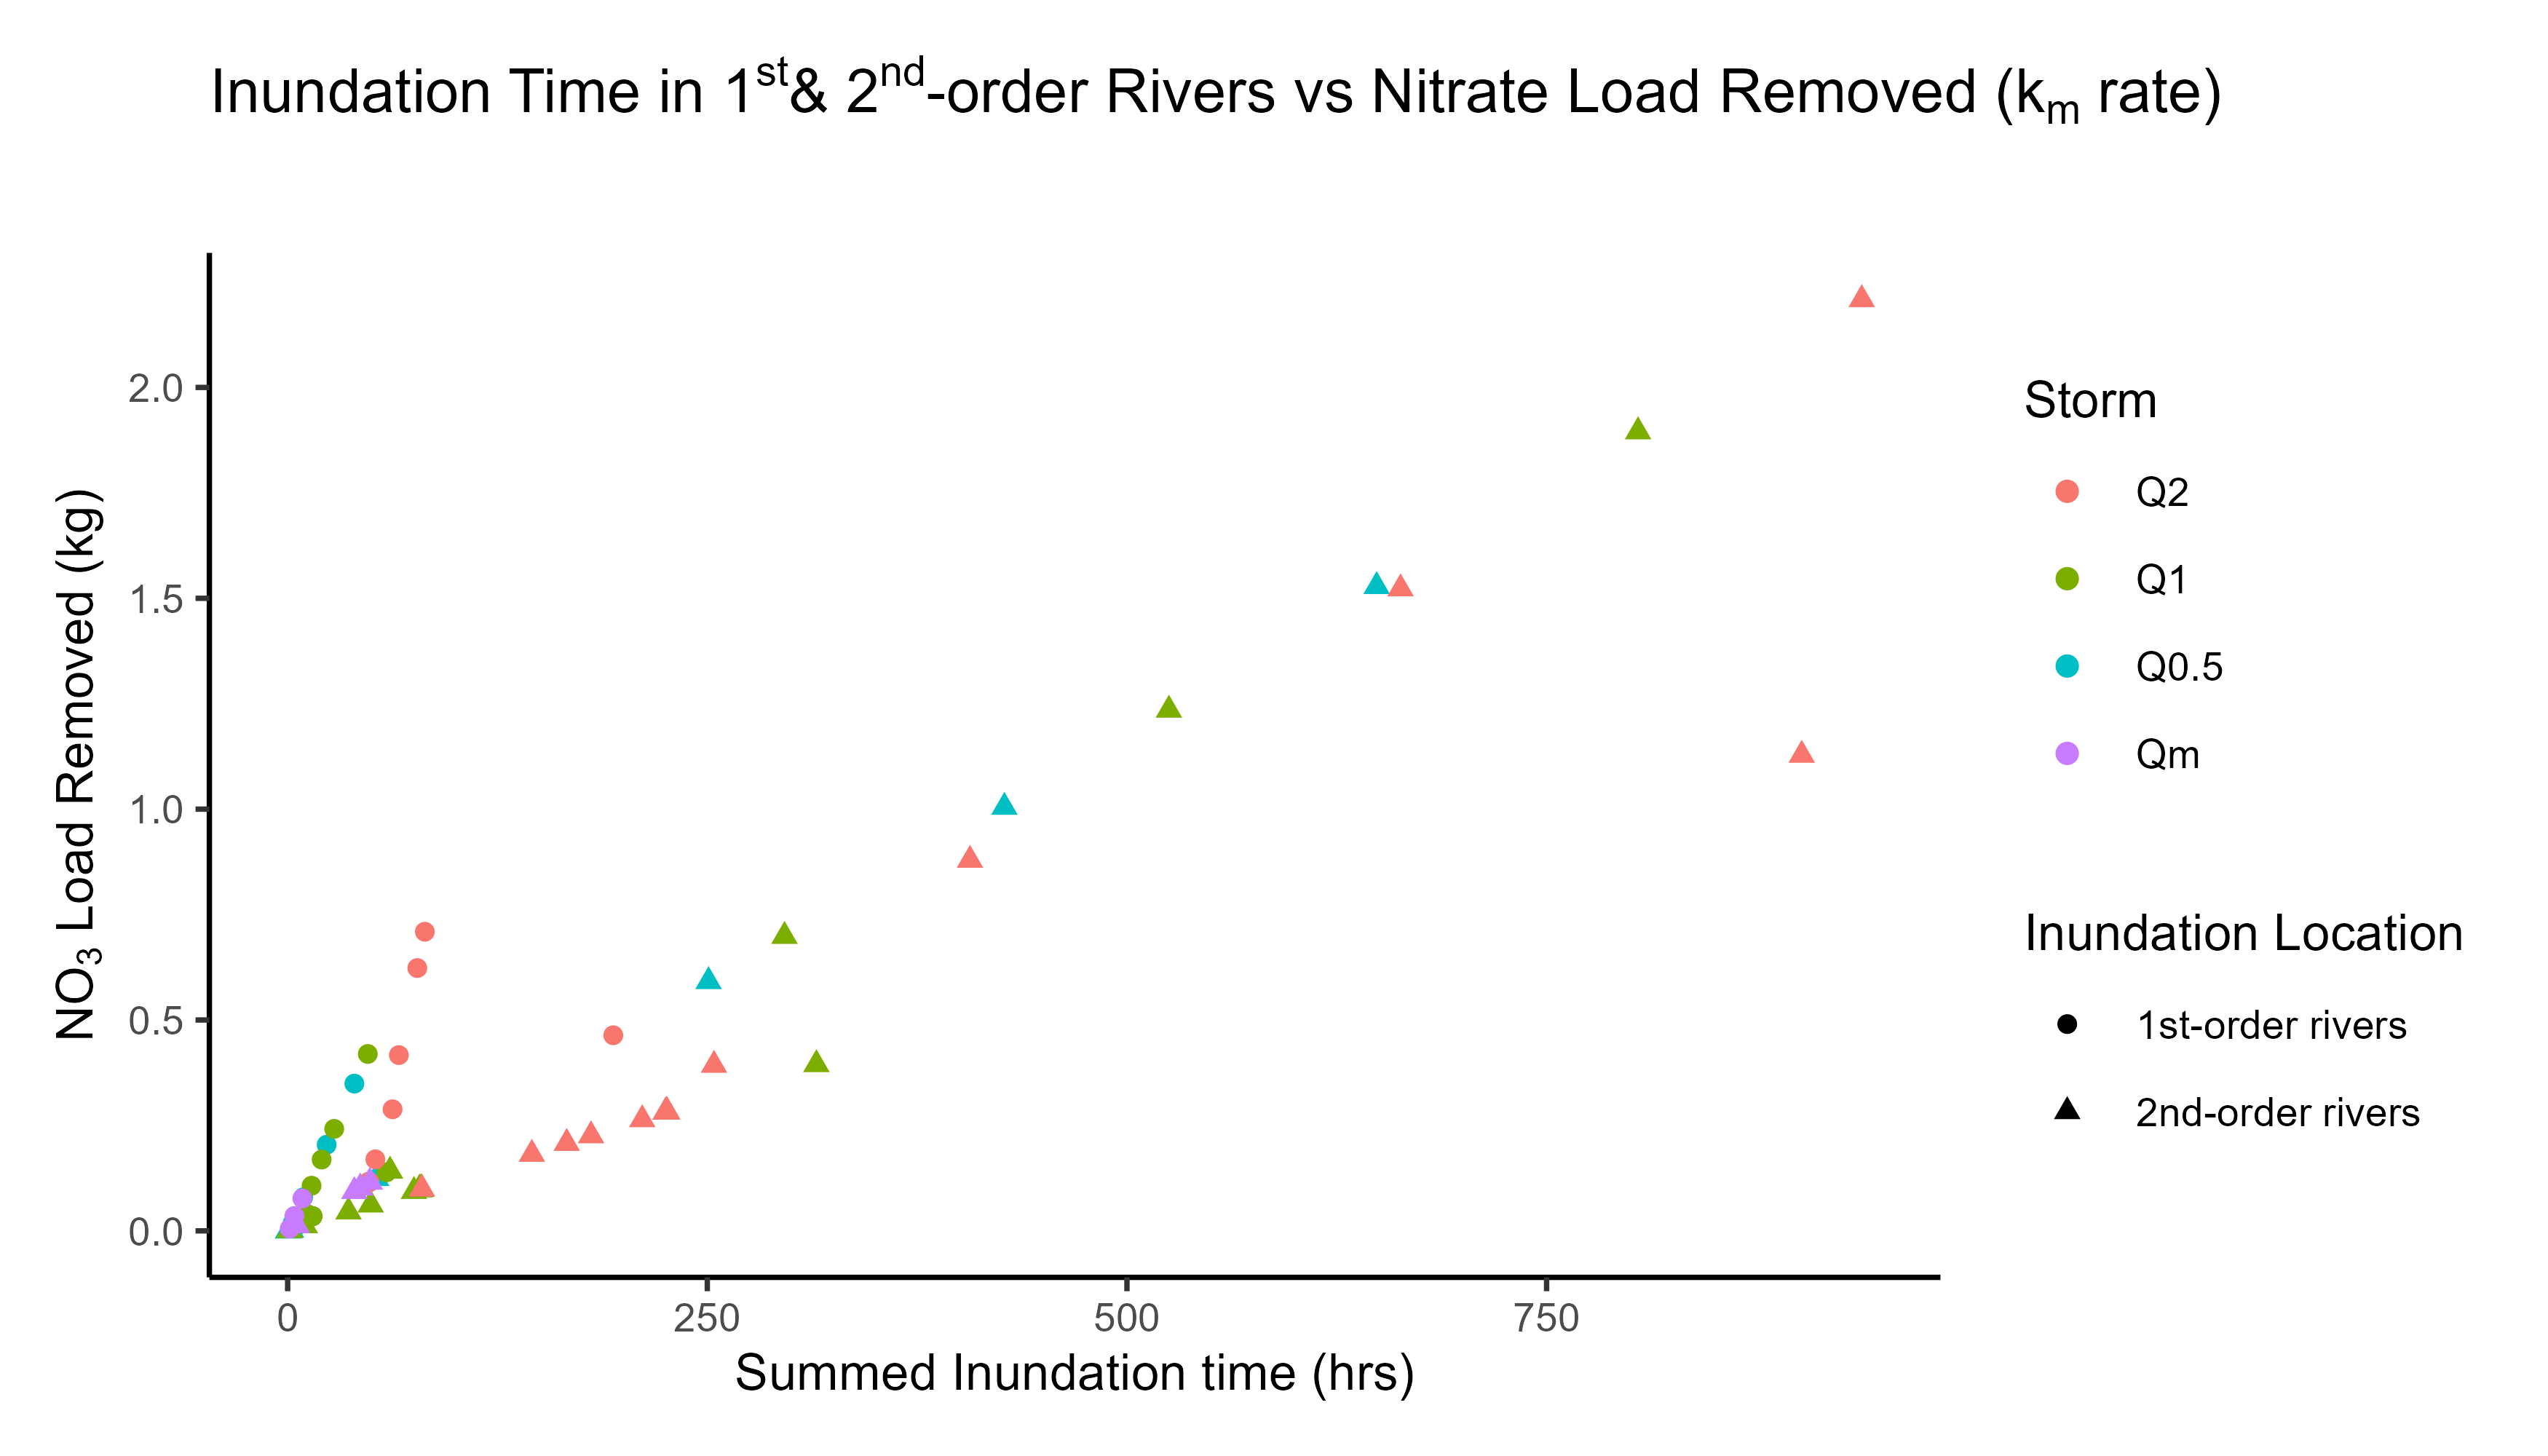 Inundation Time in 1st& 2nd-order Rivers vs Nitrate Load Removed (km rate)
NO3 Load Removed (kg)
2.0
1.5
1.0
0.5
0.0
0 250 500 750
Summed Inundation time (hrs)
Storm
Q2
Q1
Q0.5
Qm
Inundation Location
1st-order rivers
2nd-order rivers